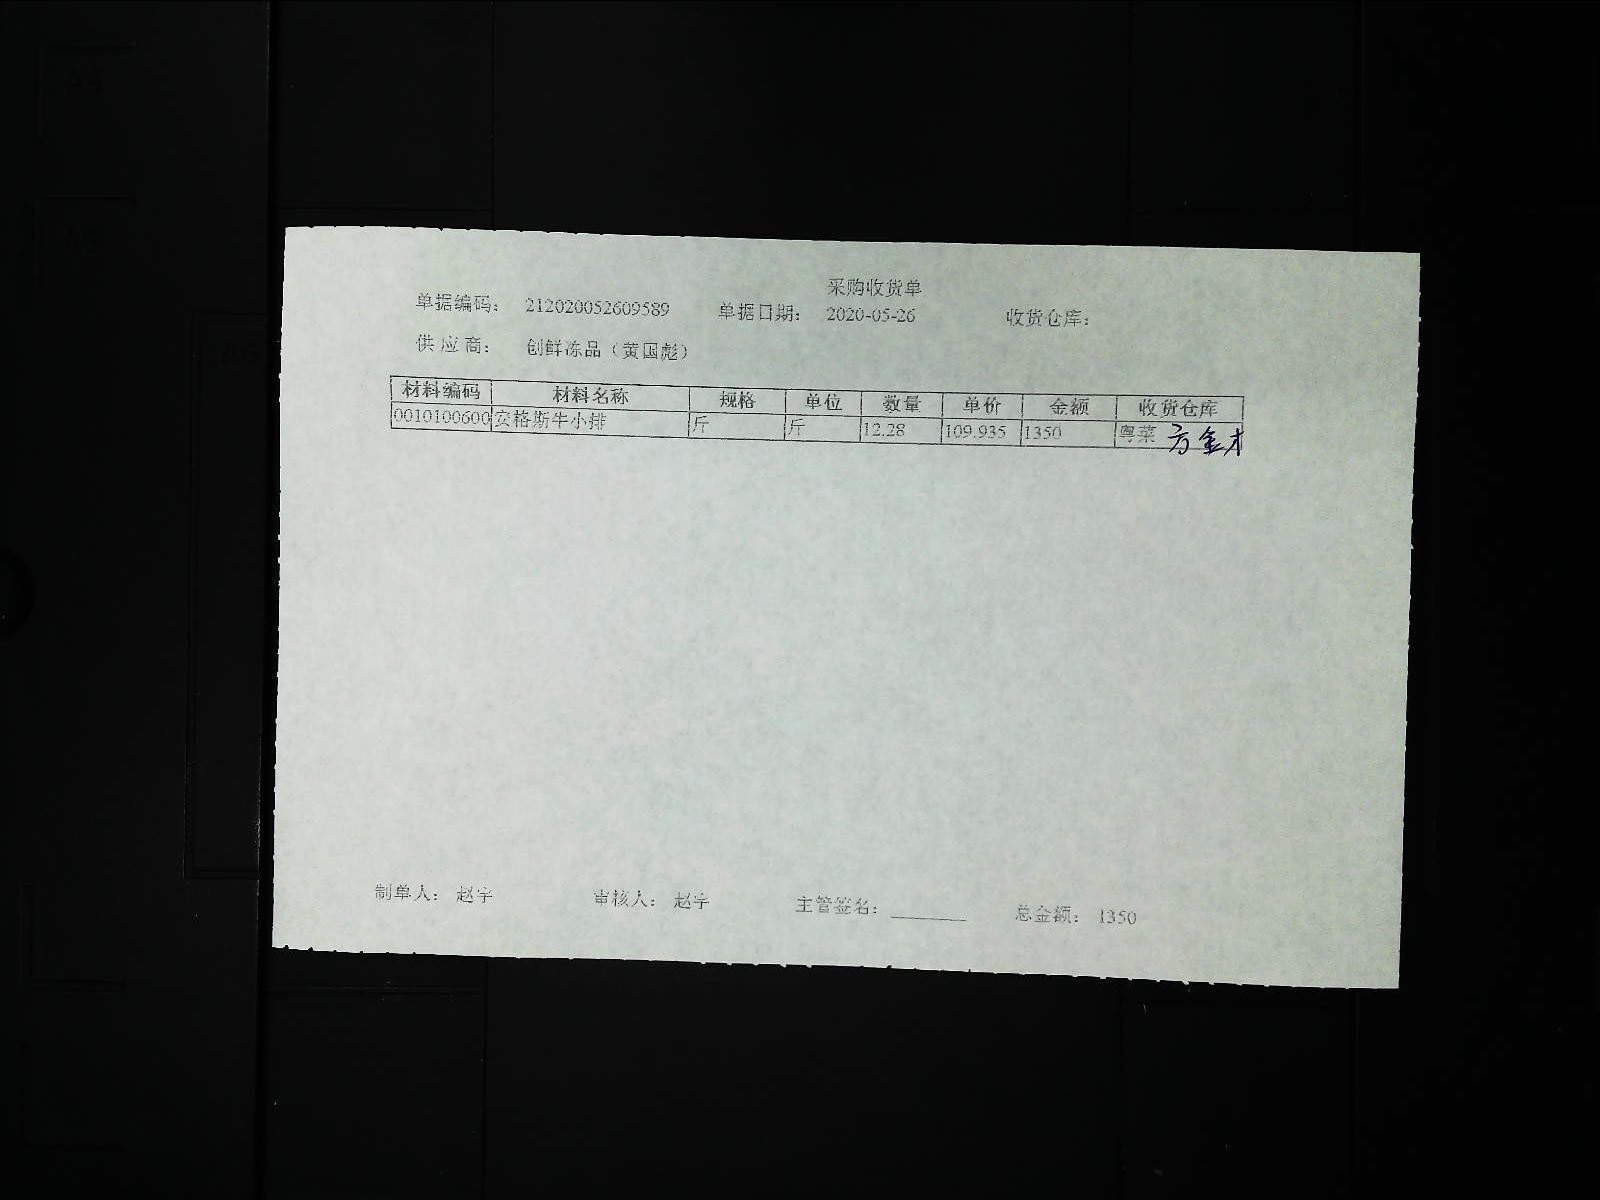 采购收货单
单据编码： 212020052609589 单据日期： 2020-05-26 收货仓库：
供应商： 创鲜冻品（黄国彪）
材料编码 材料名称 规格 单位 数量 单价 金额 收货仓库
0010100600 安格斯牛小排 斤 斤 12.28 109.935 1350 粤菜 方金才
制单人： 赵宇 审核人： 赵宇 主管签名： ________ 总金额： 1350